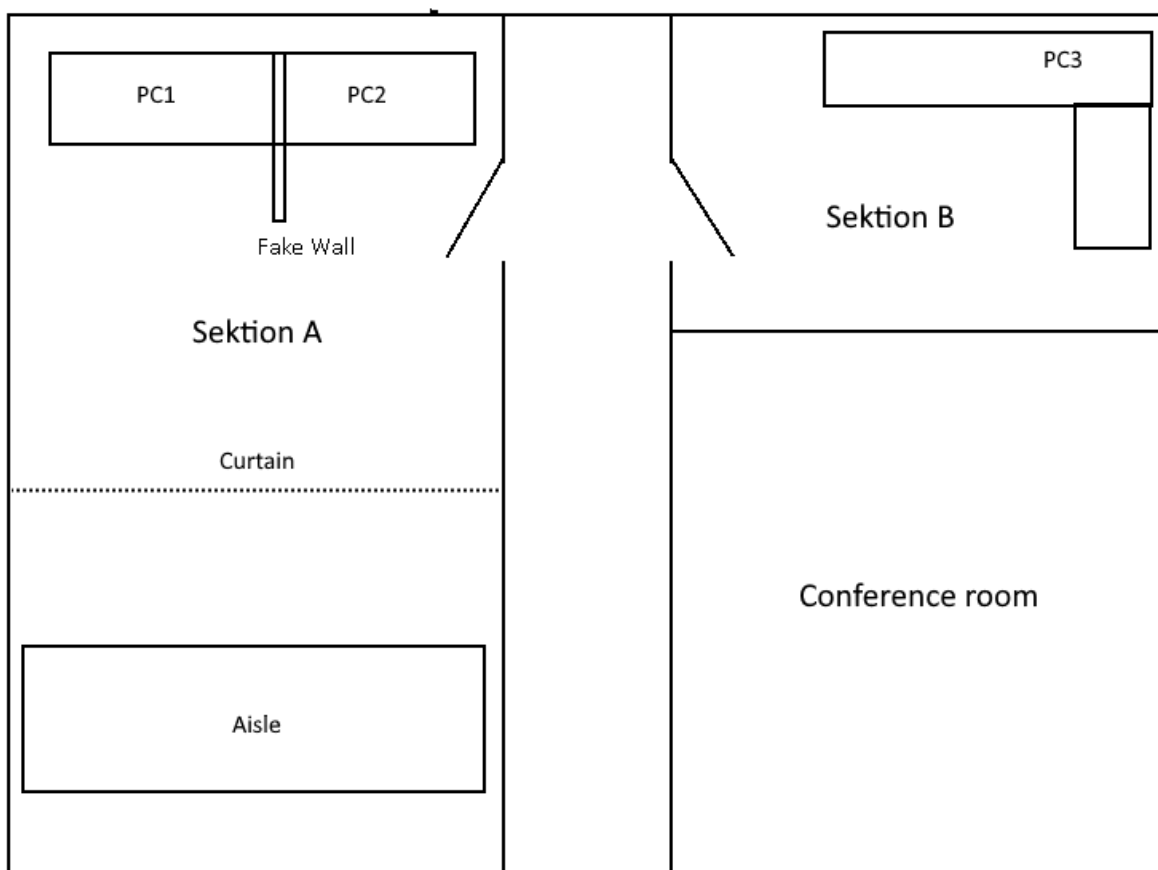 PC1
PC2
PC3
Fake Wall
Sektion B
Sektion A
Curtain
Conference room
Aisle